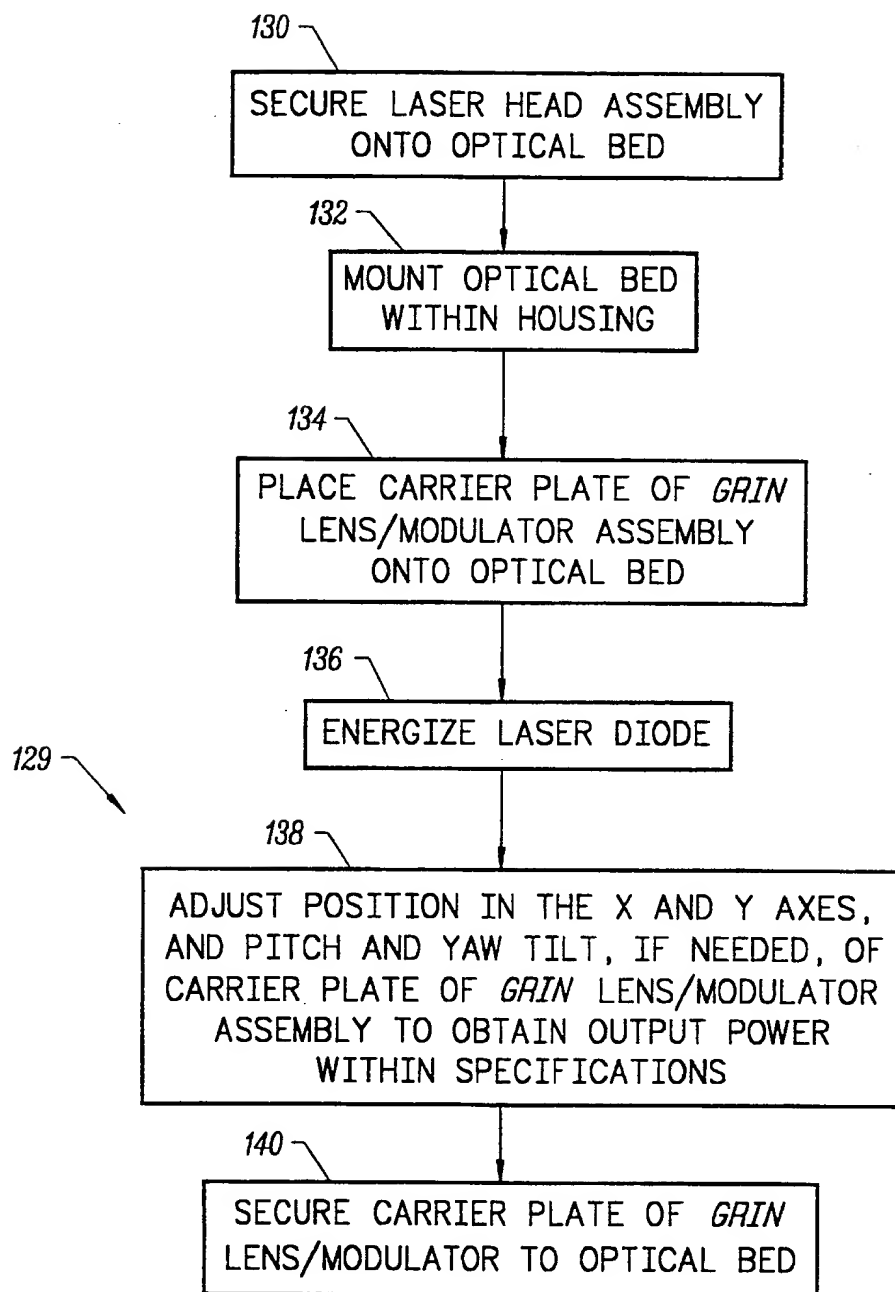 130
SECURE LASER HEAD ASSEMBLY
ONTO OPTICAL BED
132
MOUNT OPTICAL BED
WITHIN HOUSING
134
PLACE CARRIER PLATE OF GRIN
LENS/MODULATOR ASSEMBLY
ONTO OPTICAL BED
136
ENERGIZE LASER DIODE
129
138
ADJUST POSITION IN THE X AND Y AXES,
AND PITCH AND YAW TILT, IF NEEDED, OF
CARRIER PLATE OF GRIN LENS/MODULATOR
ASSEMBLY TO OBTAIN OUTPUT POWER
WITHIN SPECIFICATIONS
140
SECURE CARRIER PLATE OF GRIN
LENS/MODULATOR TO OPTICAL BED